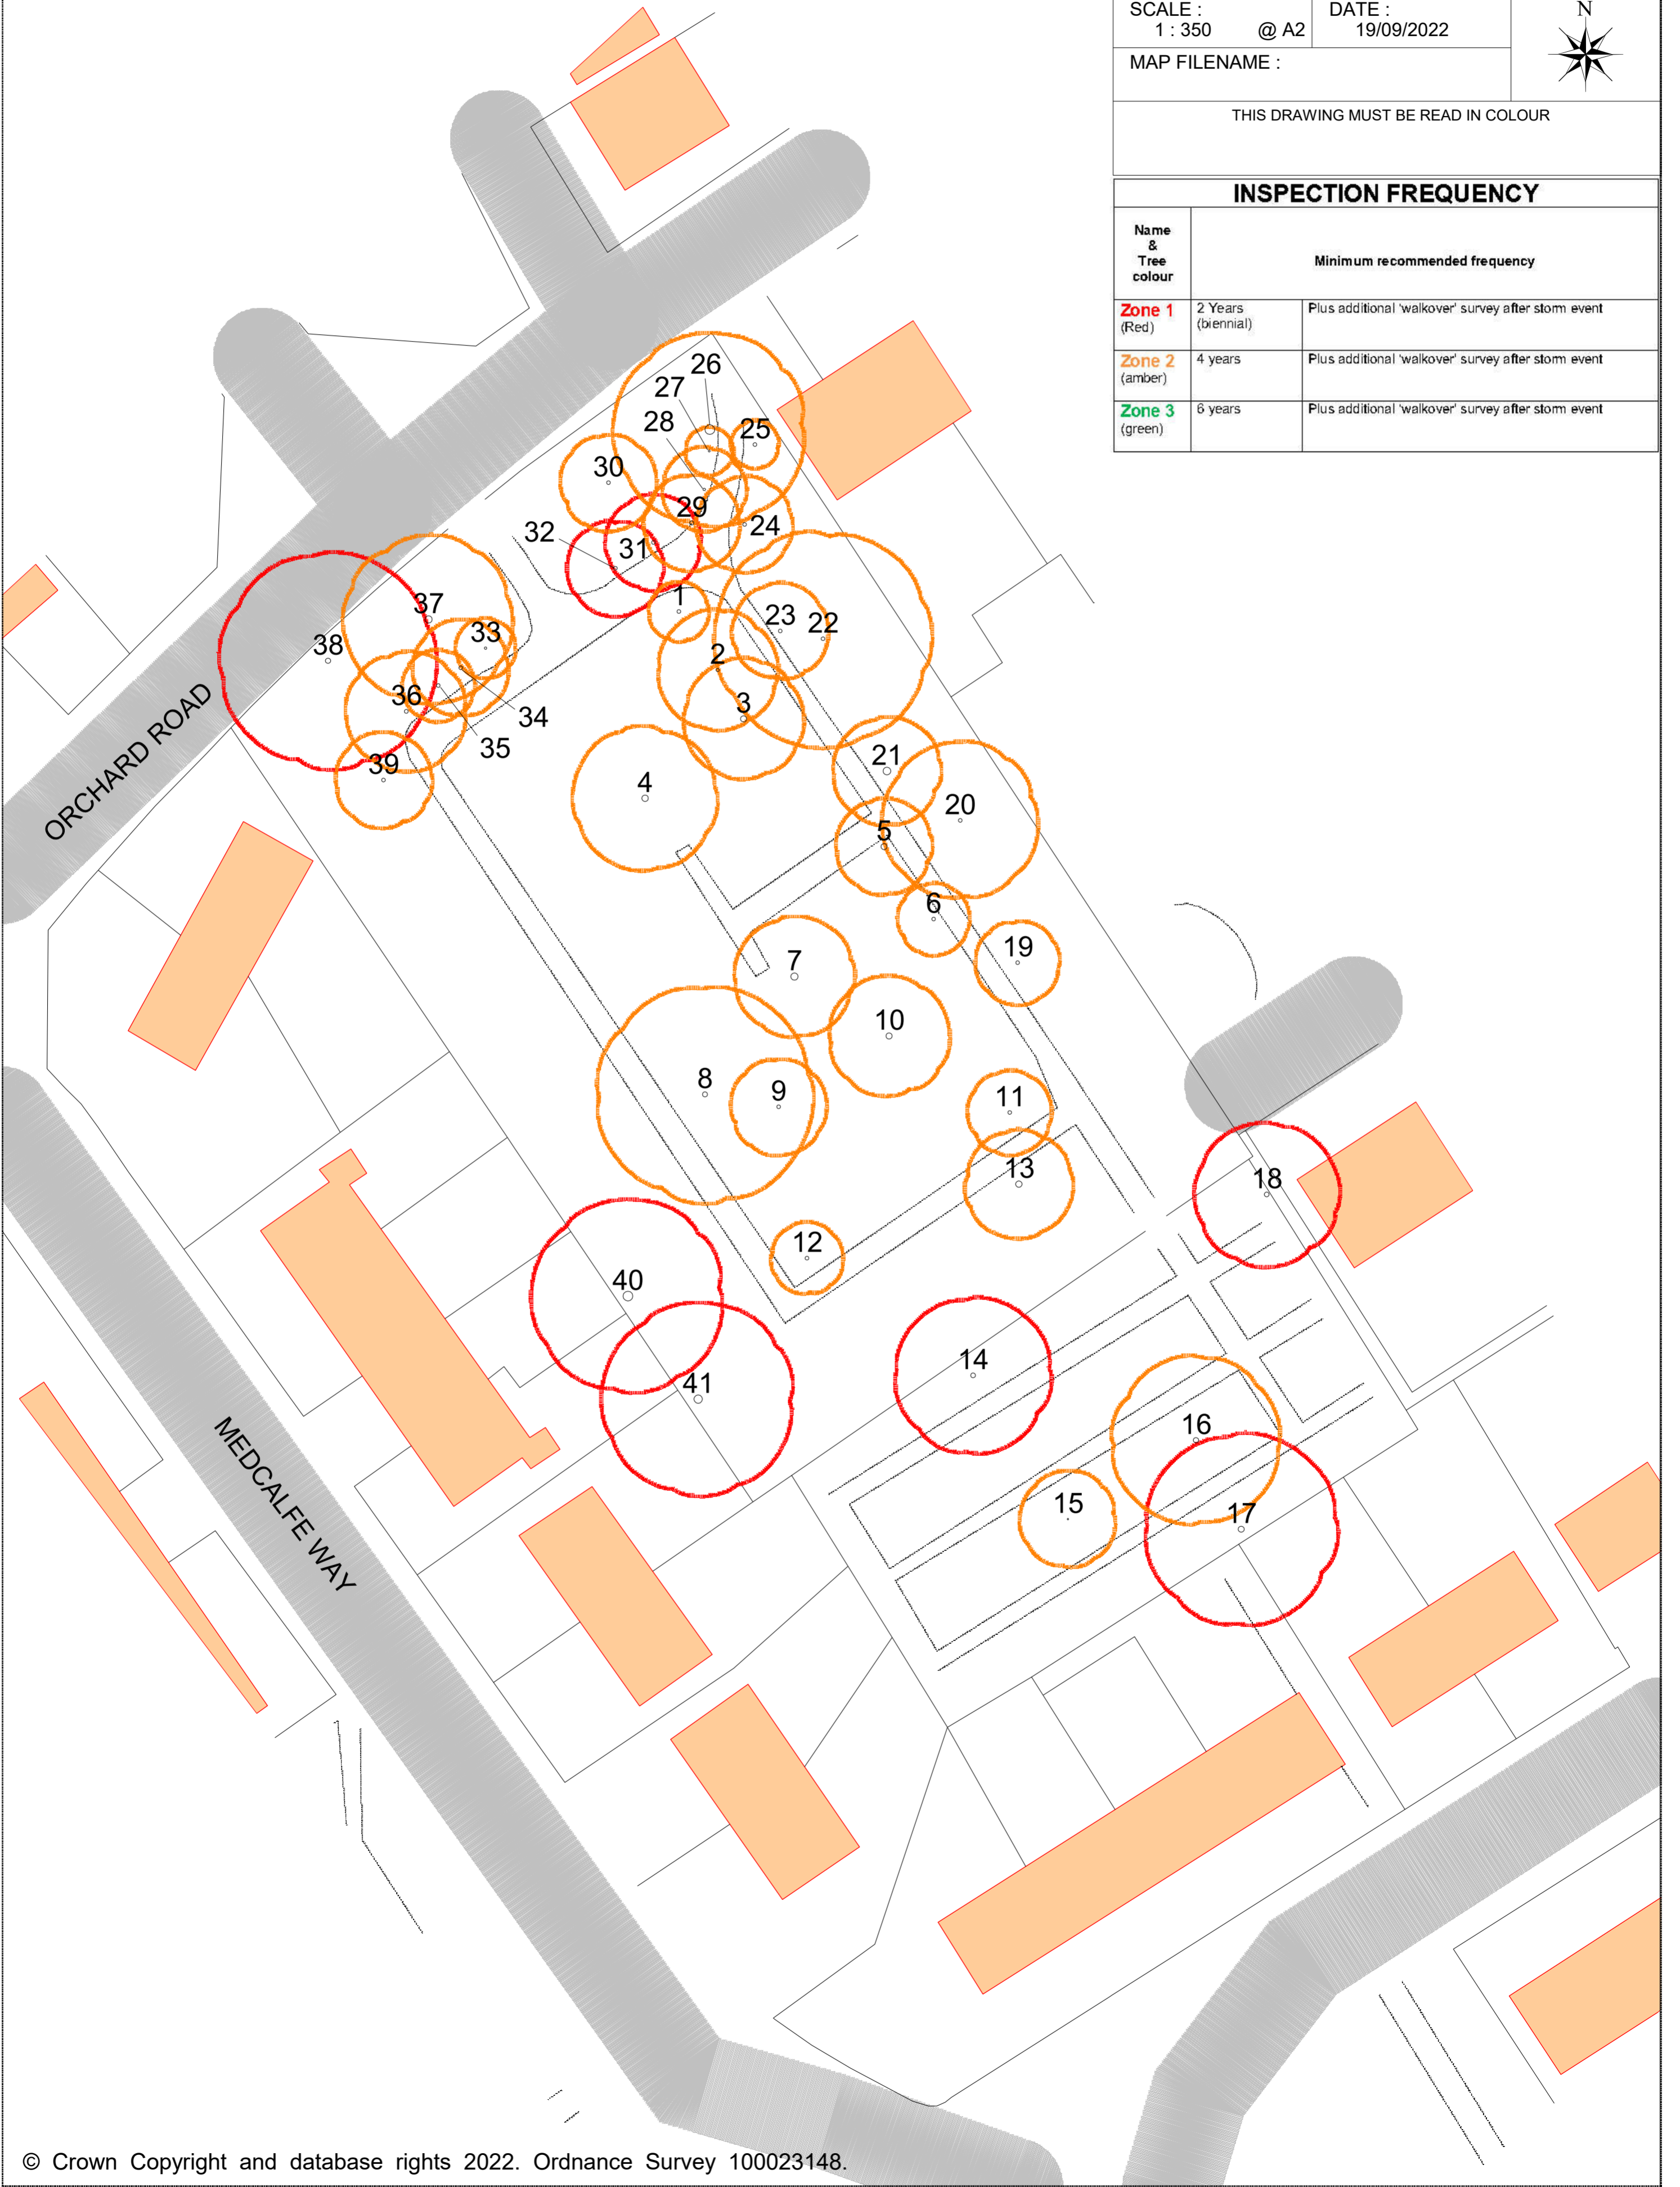 SCALE :
1 : 350 @ A2
DATE :
19/09/2022
N
MAP FILENAME :
THIS DRAWING MUST BE READ IN COLOUR
INSPECTION FREQUENCY
Name
&
Tree
colour
Minimum recommended frequency
Zone 1
(Red)
2 Years
(biennial)
Plus additional 'walkover' survey after storm event
Zone 2
(amber)
4 years
Plus additional 'walkover' survey after storm event
Zone 3
(green)
6 years
Plus additional 'walkover' survey after storm event
26
27
28
25
30
29
24
32
31
1
23
22
37
33
38
2
36
3
34
35
39
21
4
20
5
6
19
7
10
8
9
11
13
18
12
40
14
41
16
15
17
ORCHARD ROAD
MEDCALFE WAY
© Crown Copyright and database rights 2022. Ordnance Survey 100023148.